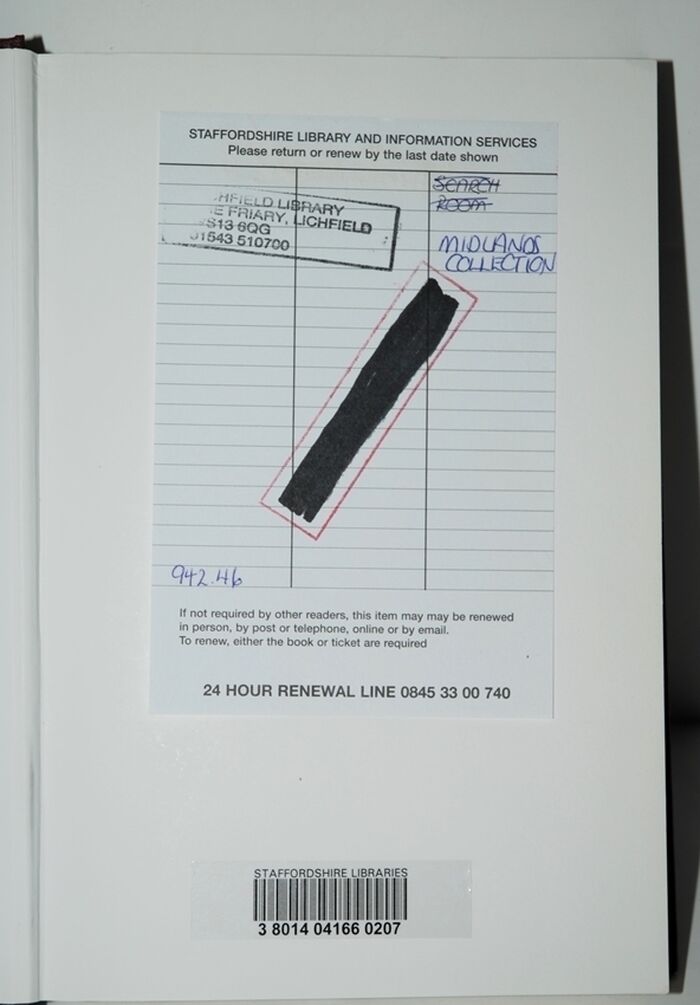 STAFFORDSHIRE LIBRARY AND INFORMATION SERVICES
Please return or renew by the last date shown
SEARCH
ROOM
HFIELD LIBRARY
E FRIARY, LICHFIELD
S13 6QG
01543 510700
MIDLANDS
COLLECTION
942.46
If not required by other readers, this item may may be renewed
in person, by post or telephone, online or by email.
To renew, either the book or ticket are required
24 HOUR RENEWAL LINE 0845 33 00 740
STAFFORDSHIRE LIBRARIES
3 8014 04166 0207